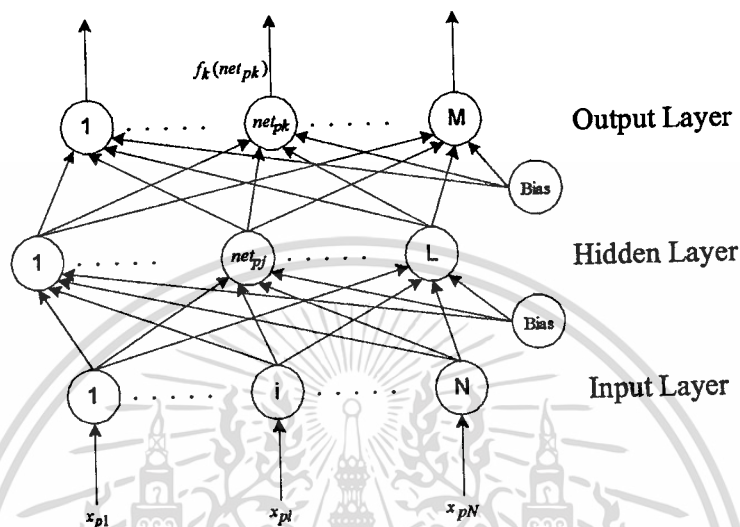 f_k(net_pk)
1 . . . . . net_pk . . . . . M Output Layer
Bias
1 . . . . . net_pj . . . . . L Hidden Layer
Bias
1 . . . . . i . . . . . N Input Layer
x_p1 x_pi x_pN